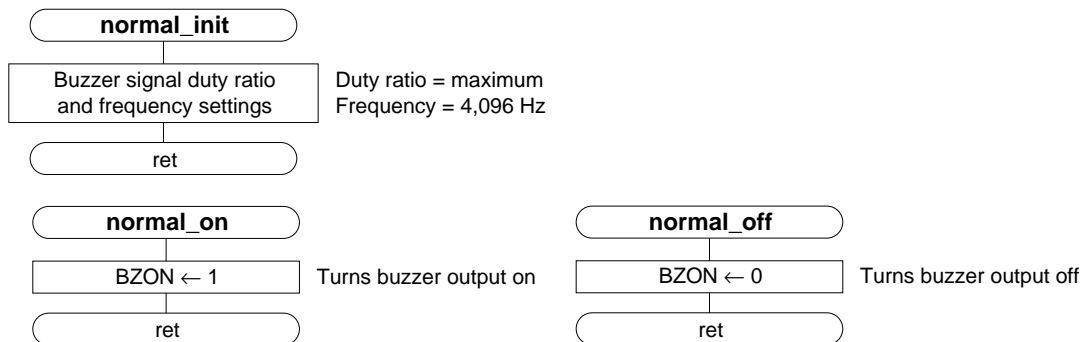 normal_init
Buzzer signal duty ratio
and frequency settings
Duty ratio = maximum
Frequency = 4,096 Hz
ret
normal_on
BZON ← 1
Turns buzzer output on
ret
normal_off
BZON ← 0
Turns buzzer output off
ret